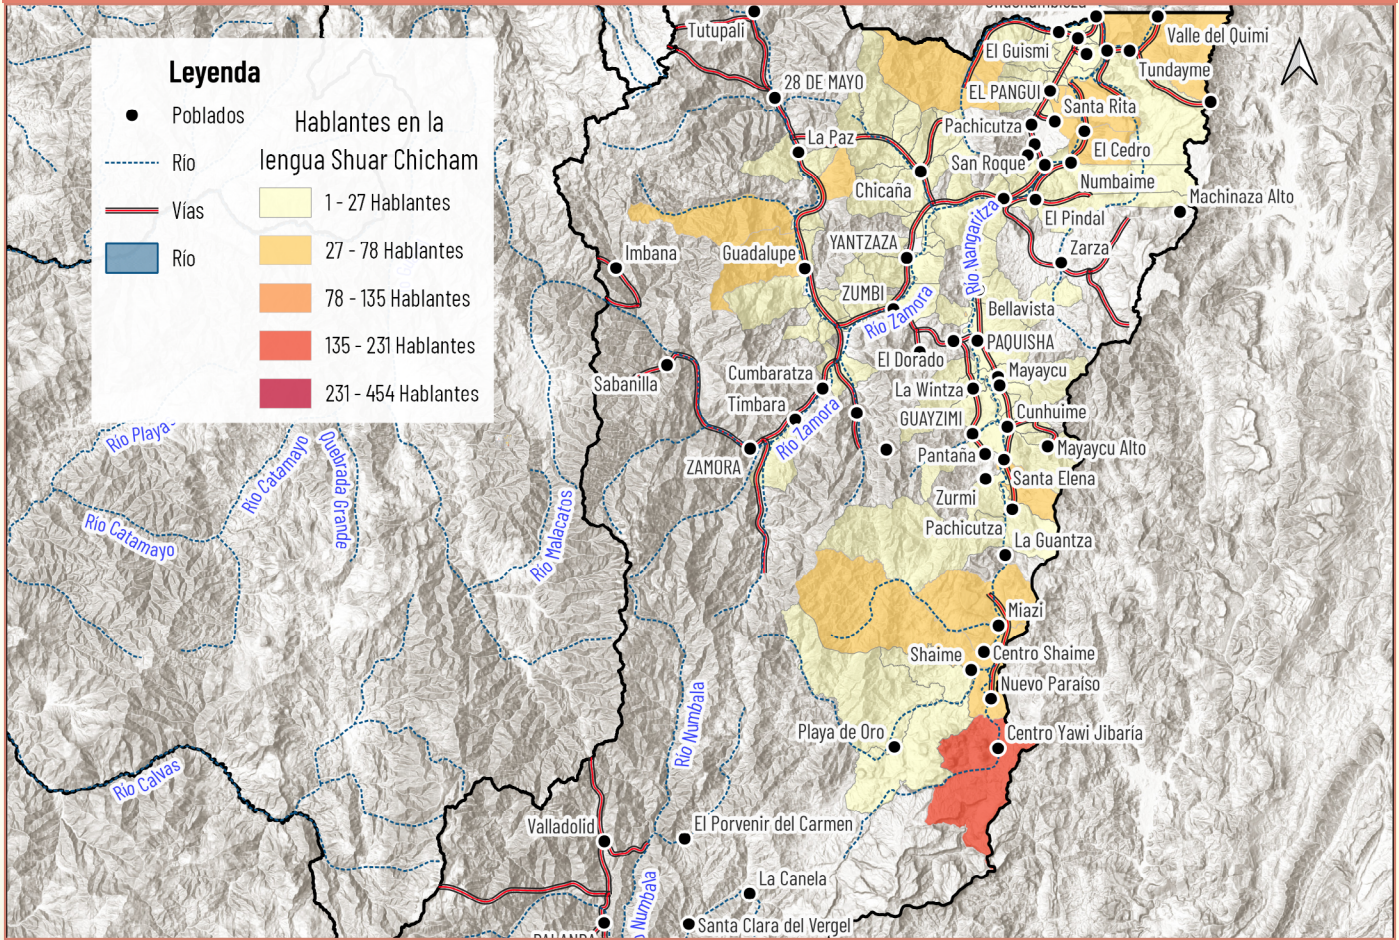 Leyenda
Poblados
Río
Vías
Río
Hablantes en la
lengua Shuar Chicham
1 - 27 Hablantes
27 - 78 Hablantes
78 - 135 Hablantes
135 - 231 Hablantes
231 - 454 Hablantes
Tutupali
Valle del Quimi
El Guismi
Tundayme
28 DE MAYO
EL PANGUI
Santa Rita
Pachicutza
La Paz
El Cedro
San Roque
Numbaime
Chicaña
Machinaza Alto
El Pindal
Río Nangaritza
YANTZAZA
Zarza
Imbana
Guadalupe
ZUMBI
Río Zamora
Bellavista
PAQUISHA
El Dorado
Cumbaratza
Mayaycu
Sabanilla
La Wintza
Timbara
GUAYZIMI
Cunhuime
Río Zamora
Mayaycu Alto
ZAMORA
Pantaña
Santa Elena
Zurmi
Pachicutza
La Guantza
Río Playas
Río Catamayo
Quebrada Grande
Río Catamayo
Río Malacatos
Miazi
Shaime
Centro Shaime
Nuevo Paraíso
Río Numbala
Playa de Oro
Centro Yawi Jibaría
Río Calvas
Valladolid
El Porvenir del Carmen
La Canela
Numbala
Santa Clara del Vergel
PALANDA